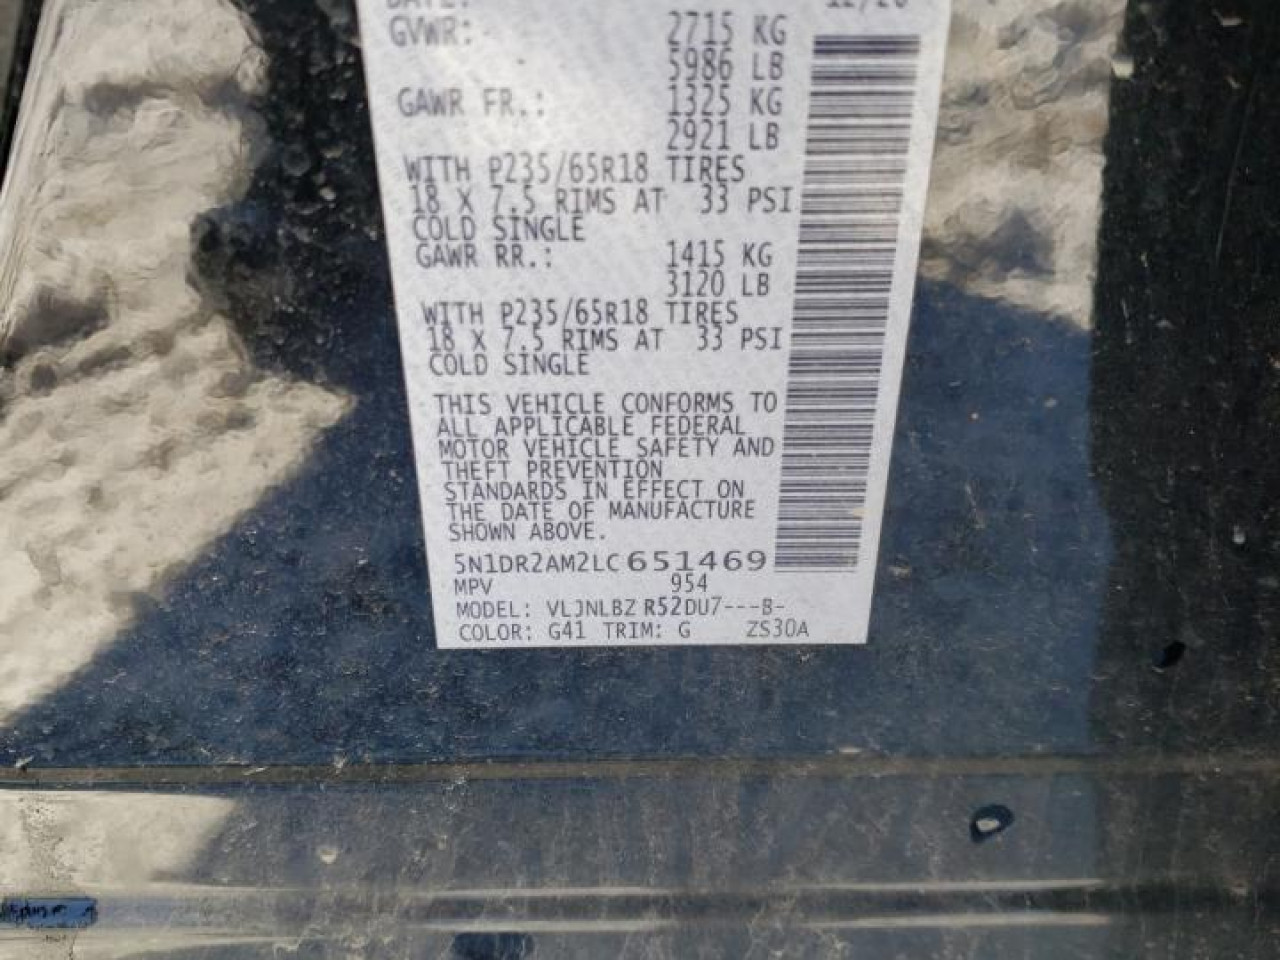 DATE: 12/20
GVWR: 2715 KG
5986 LB
GAWR FR.: 1325 KG
2921 LB
WITH P235/65R18 TIRES
18 X 7.5 RIMS AT 33 PSI
COLD SINGLE
GAWR RR.: 1415 KG
3120 LB
WITH P235/65R18 TIRES
18 X 7.5 RIMS AT 33 PSI
COLD SINGLE
THIS VEHICLE CONFORMS TO
ALL APPLICABLE FEDERAL
MOTOR VEHICLE SAFETY AND
THEFT PREVENTION
STANDARDS IN EFFECT ON
THE DATE OF MANUFACTURE
SHOWN ABOVE.
5N1DR2AM2LC651469
MPV 954
MODEL: VLJNLBZ R52DU7---B-
COLOR: G41 TRIM: G ZS30A